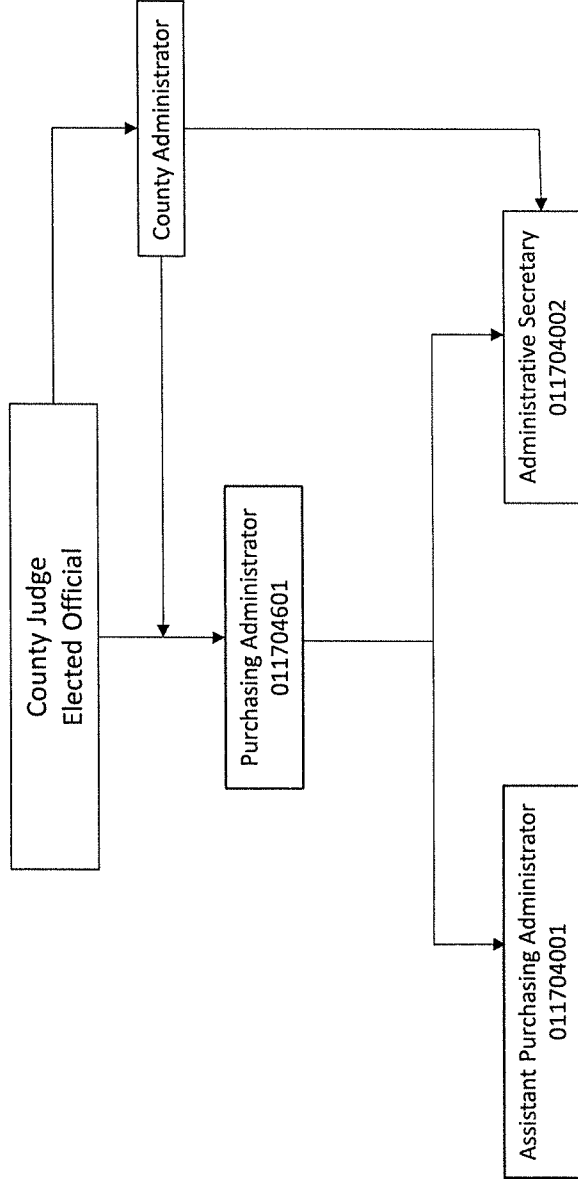 County Judge
Elected Official
County Administrator
Purchasing Administrator
011704601
Assistant Purchasing Administrator
011704001
Administrative Secretary
011704002